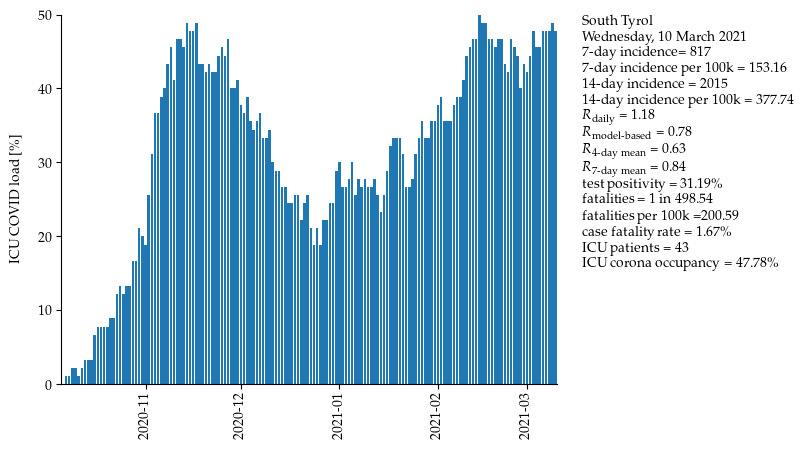 50
40
30
20
10
0
ICU COVID load [%]
2020-11
2020-12
2021-01
2021-02
2021-03
South Tyrol
Wednesday, 10 March 2021
7-day incidence= 817
7-day incidence per 100k = 153.16
14-day incidence = 2015
14-day incidence per 100k = 377.74
Rdaily = 1.18
Rmodel-based = 0.78
R4-day mean = 0.63
R7-day mean = 0.84
test positivity = 31.19%
fatalities = 1 in 498.54
fatalities per 100k =200.59
case fatality rate = 1.67%
ICU patients = 43
ICU corona occupancy = 47.78%